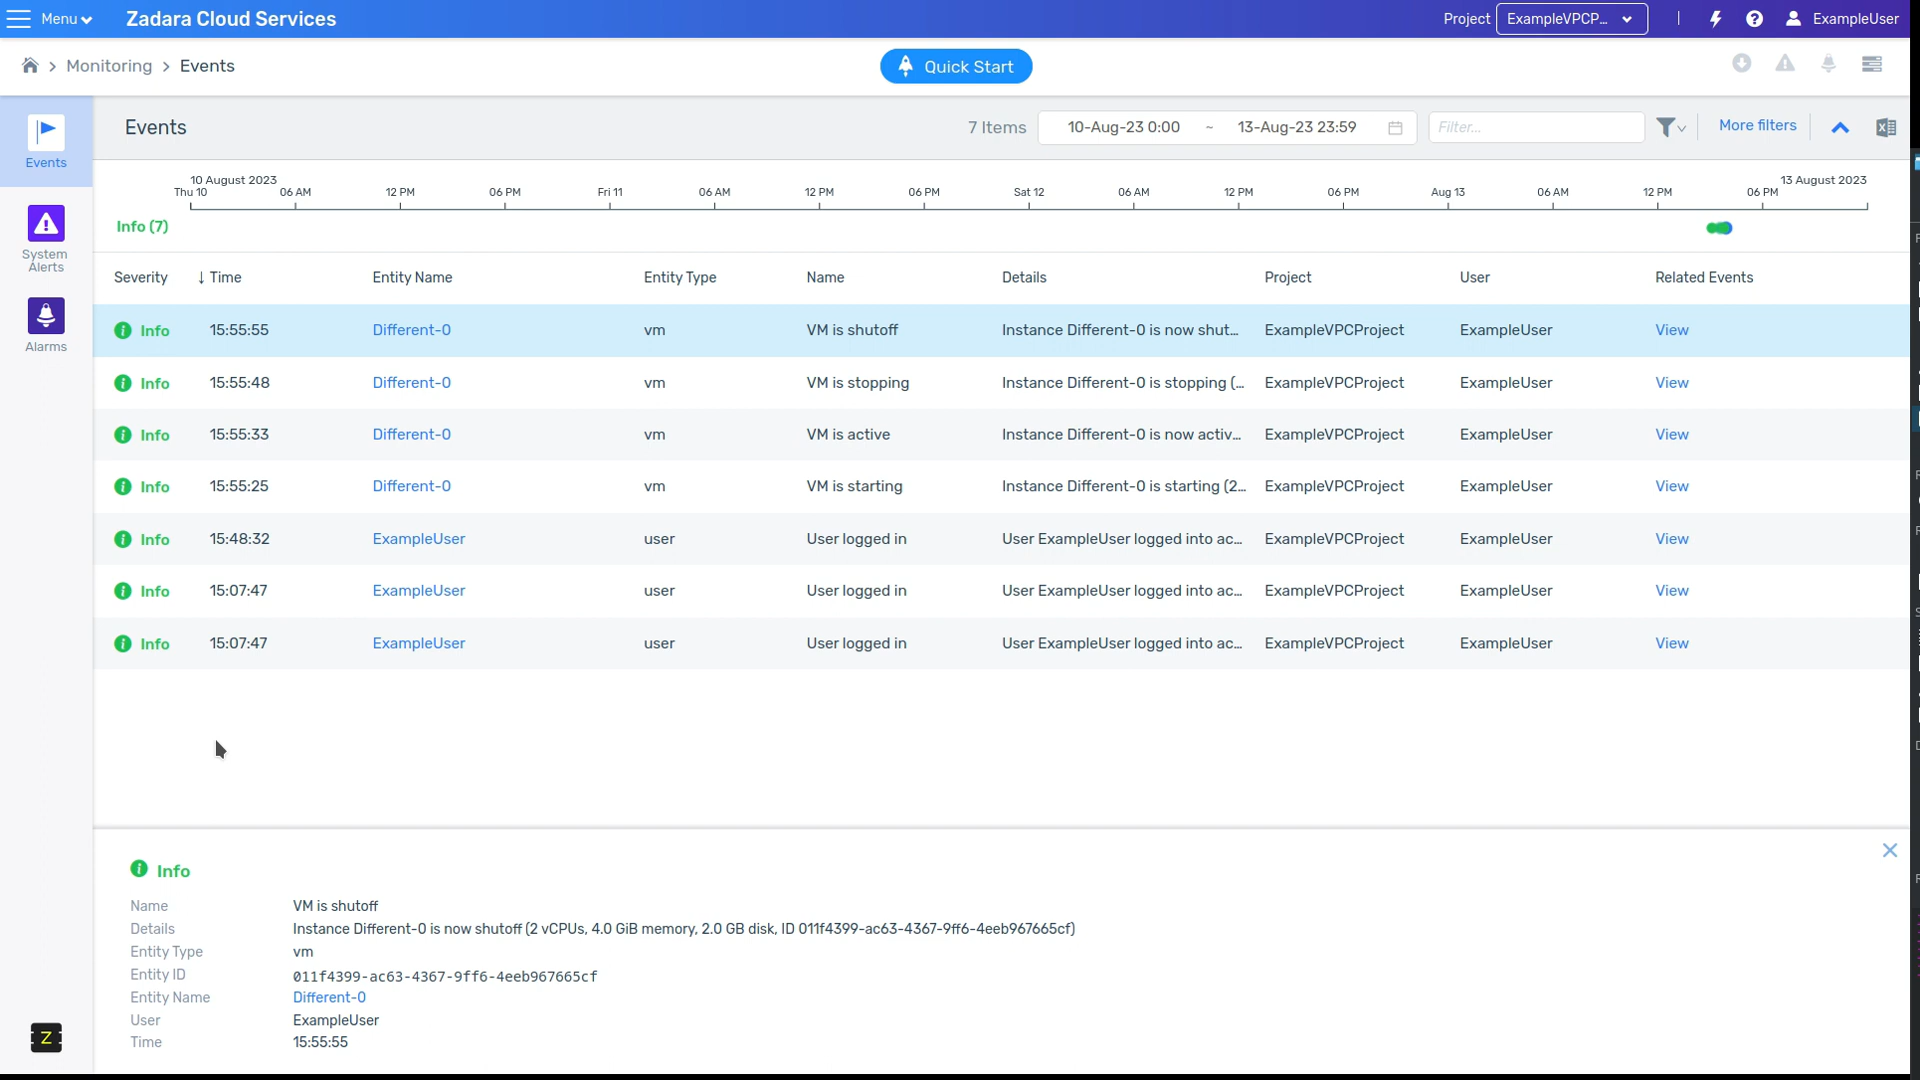 Menu Zadara Cloud Services Project ExampleVPCP... ExampleUser
Monitoring > Events Quick Start
Events 7 Items 10-Aug-23 0:00 ~ 13-Aug-23 23:59 Filter... More filters
Events
System Alerts
Alarms
10 August 2023 13 August 2023
Thu 10 06 AM 12 PM 06 PM Fri 11 06 AM 12 PM 06 PM Sat 12 06 AM 12 PM 06 PM Aug 13 06 AM 12 PM 06 PM
Info (7)
Severity ↓ Time Entity Name Entity Type Name Details Project User Related Events
Info 15:55:55 Different-0 vm VM is shutoff Instance Different-0 is now shut... ExampleVPCProject ExampleUser View
Info 15:55:48 Different-0 vm VM is stopping Instance Different-0 is stopping (... ExampleVPCProject ExampleUser View
Info 15:55:33 Different-0 vm VM is active Instance Different-0 is now activ... ExampleVPCProject ExampleUser View
Info 15:55:25 Different-0 vm VM is starting Instance Different-0 is starting (2... ExampleVPCProject ExampleUser View
Info 15:48:32 ExampleUser user User logged in User ExampleUser logged into ac... ExampleVPCProject ExampleUser View
Info 15:07:47 ExampleUser user User logged in User ExampleUser logged into ac... ExampleVPCProject ExampleUser View
Info 15:07:47 ExampleUser user User logged in User ExampleUser logged into ac... ExampleVPCProject ExampleUser View
Info
Name VM is shutoff
Details Instance Different-0 is now shutoff (2 vCPUs, 4.0 GiB memory, 2.0 GB disk, ID 011f4399-ac63-4367-9ff6-4eeb967665cf)
Entity Type vm
Entity ID 011f4399-ac63-4367-9ff6-4eeb967665cf
Entity Name Different-0
User ExampleUser
Time 15:55:55
Z